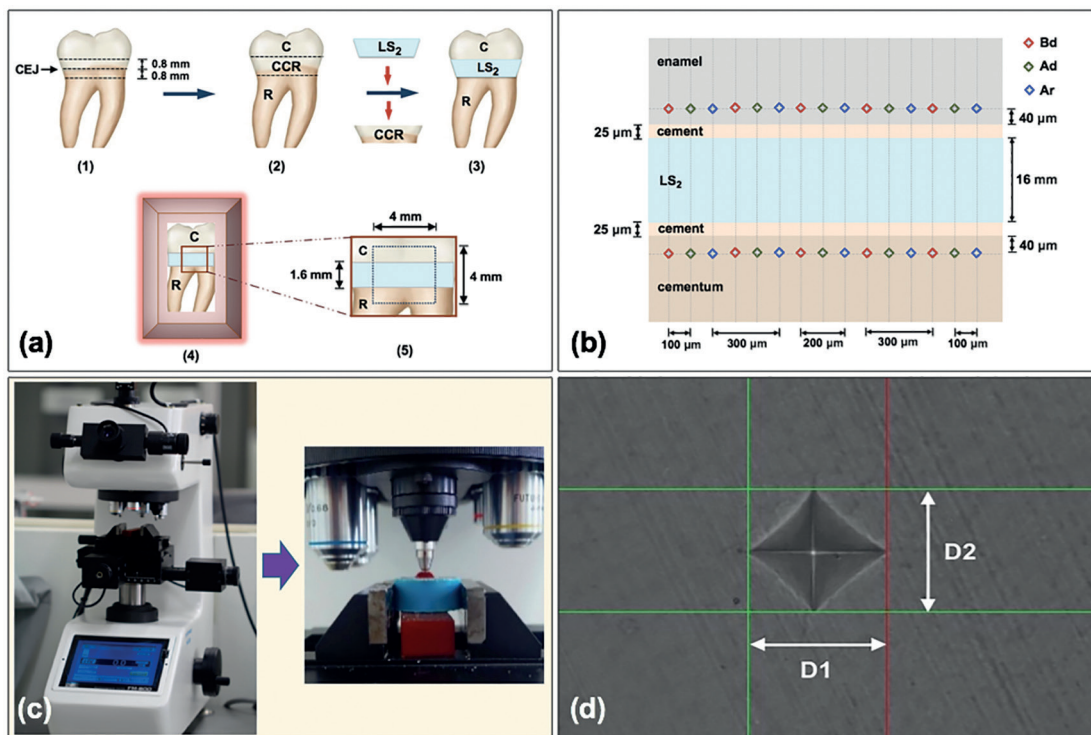 C
0.8 mm
CEJ
0.8 mm
R
(1)
C
CCR
R
(2)
LS₂
CCR
C
LS₂
R
(3)
C
R
(4)
4 mm
C
1.6 mm
4 mm
R
(5)
(a)
enamel
Bd
Ad
Ar
40 µm
25 µm
cement
LS₂
16 mm
25 µm
cement
40 µm
cementum
100 µm
300 µm
200 µm
300 µm
100 µm
(b)
FUTUR
(c)
D2
D1
(d)